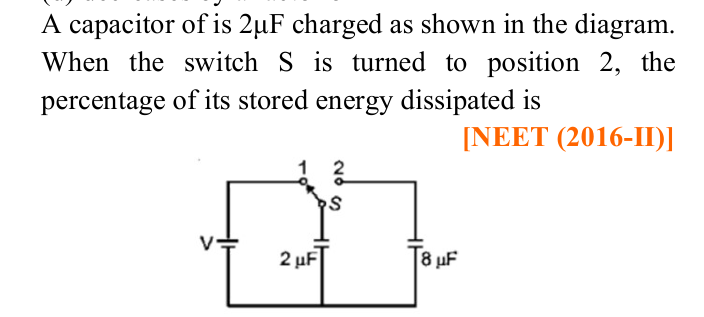 A capacitor of is 2μF charged as shown in the diagram.
When the switch S is turned to position 2, the
percentage of its stored energy dissipated is
[NEET (2016-II)]
1 2
S
V
2 μF
8 μF